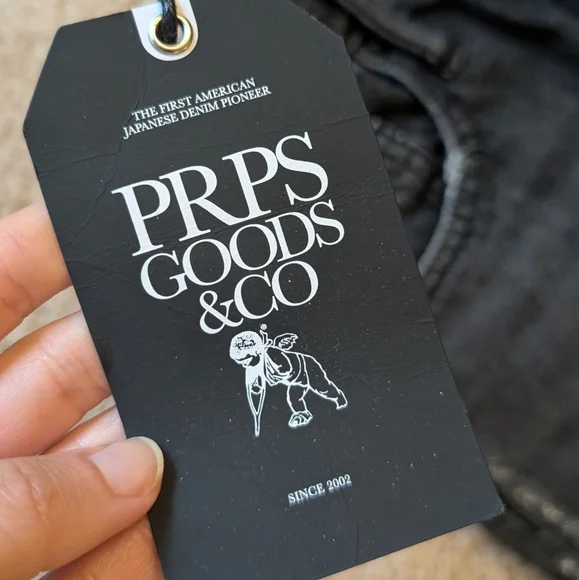 THE FIRST AMERICAN
JAPANESE DENIM PIONEER
PRPS
GOODS
&CO
®
SINCE 2002